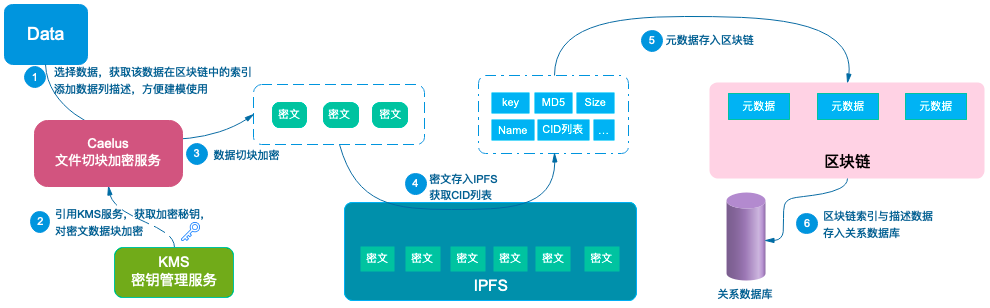 Data
1
选择数据，获取该数据在区块链中的索引
添加数据列描述，方便建模使用
Caelus
文件切块加密服务
2
引用KMS服务，获取加密秘钥，
对密文数据块加密
KMS
密钥管理服务
3
数据切块加密
密文
密文
密文
4
密文存入IPFS
获取CID列表
密文
密文
密文
密文
密文
密文
IPFS
key
MD5
Size
Name
CID列表
...
5
元数据存入区块链
元数据
元数据
元数据
区块链
6
区块链索引与描述数据
存入关系数据库
关系数据库